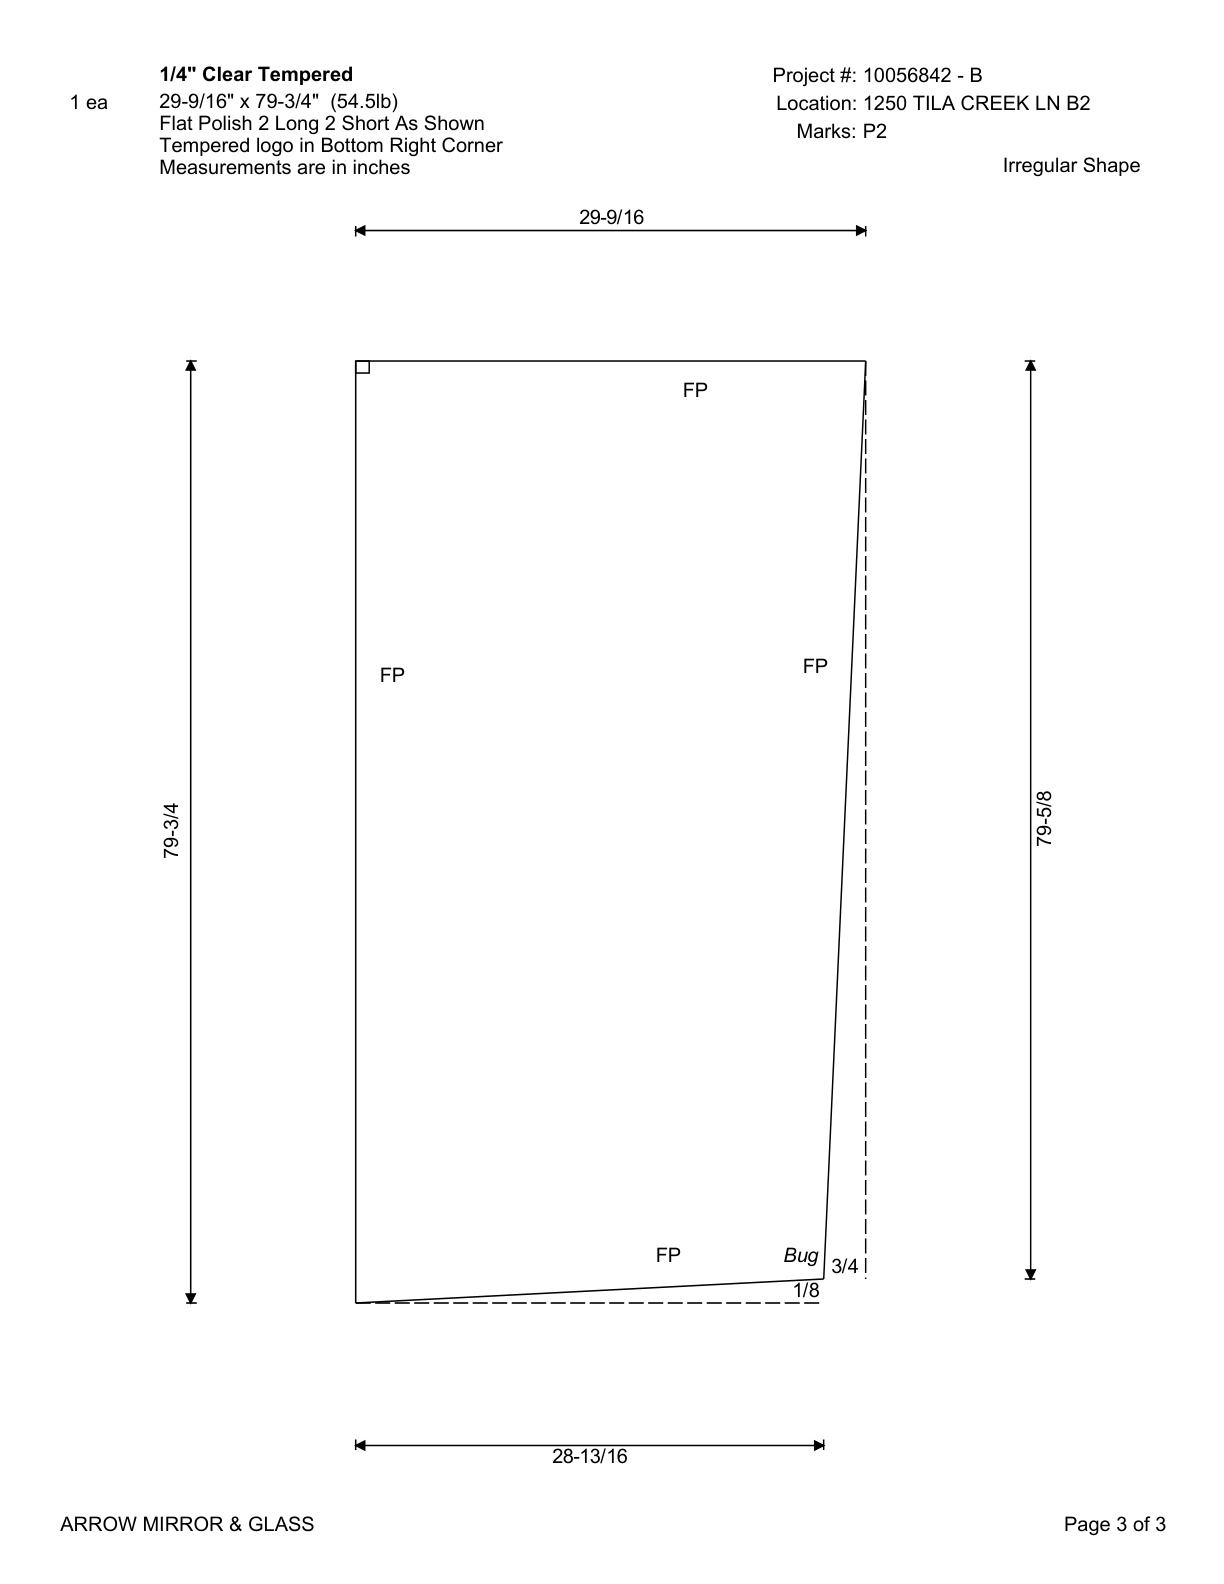 1/4" Clear Tempered
1 ea
29-9/16" x 79-3/4" (54.5lb)
Flat Polish 2 Long 2 Short As Shown
Tempered logo in Bottom Right Corner
Measurements are in inches
Project #: 10056842 - B
Location: 1250 TILA CREEK LN B2
Marks: P2
Irregular Shape
29-9/16
FP
FP
FP
79-3/4
79-5/8
FP
Bug
3/4
1/8
28-13/16
ARROW MIRROR & GLASS
Page 3 of 3